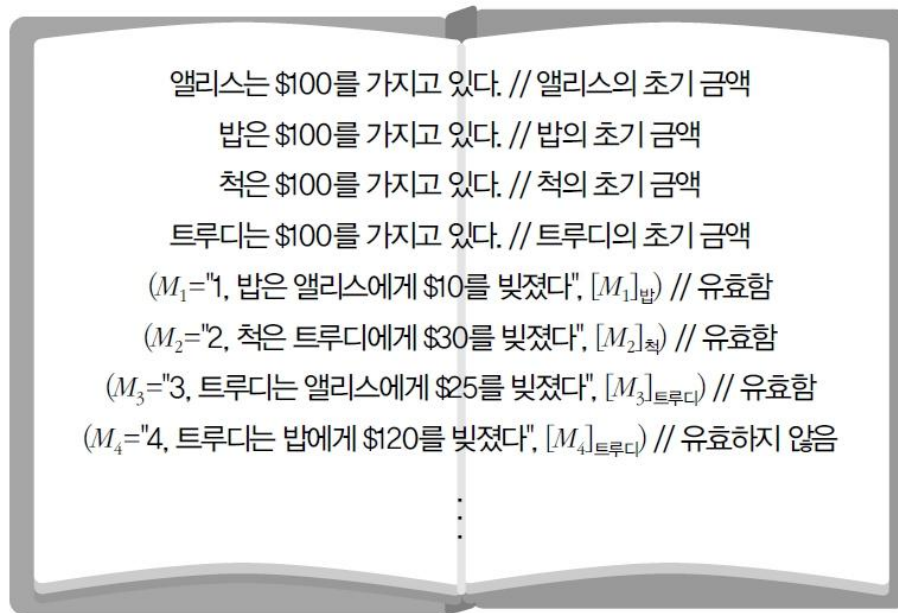 앨리스는 $100를 가지고 있다. // 앨리스의 초기 금액
밥은 $100를 가지고 있다. // 밥의 초기 금액
척은 $100를 가지고 있다. // 척의 초기 금액
트루디는 $100를 가지고 있다. // 트루디의 초기 금액
(M₁="1, 밥은 앨리스에게 $10를 빚졌다", [M₁]밥) // 유효함
(M₂="2, 척은 트루디에게 $30를 빚졌다", [M₂]척) // 유효함
(M₃="3, 트루디는 앨리스에게 $25를 빚졌다", [M₃]트루디) // 유효함
(M₄="4, 트루디는 밥에게 $120를 빚졌다", [M₄]트루디) // 유효하지 않음
⋮